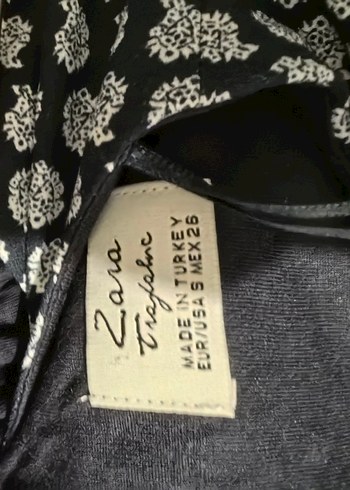 Zara
Trafaluc
MADE IN TURKEY
EUR/USA S MEX 26